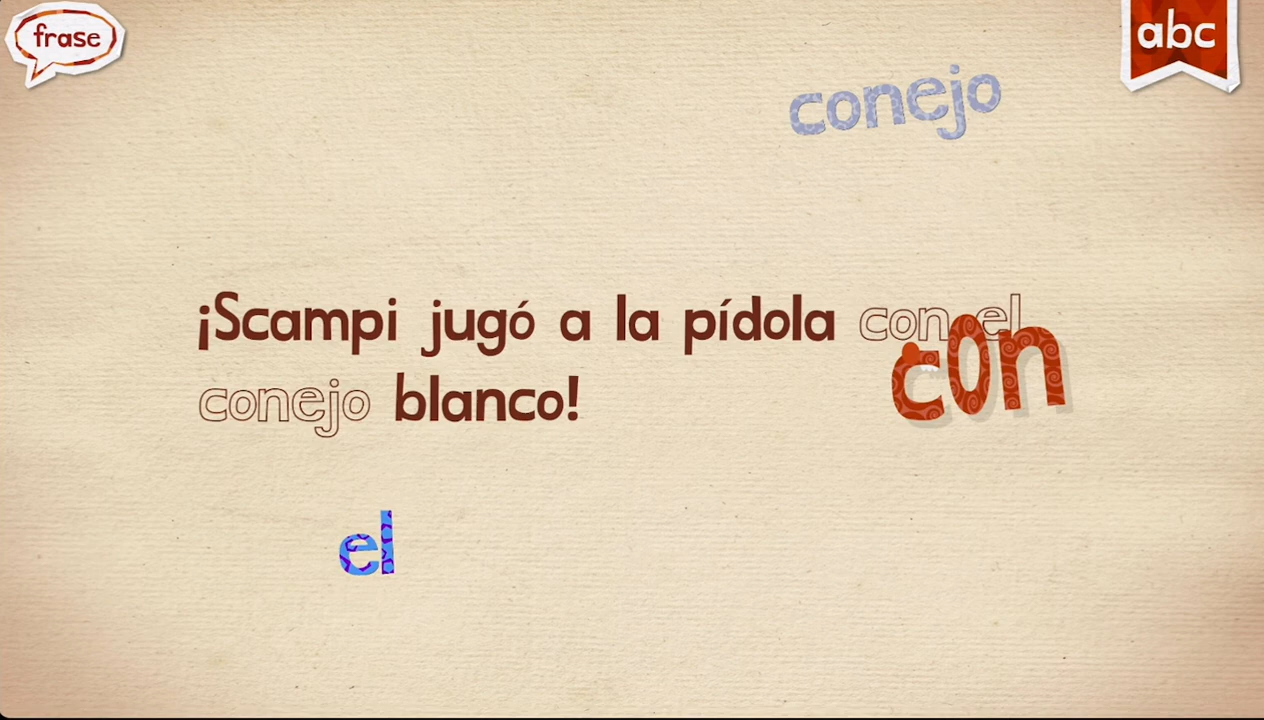 frase
abc
conejo
¡Scampi jugó a la pídola con el
con
conejo blanco!
el